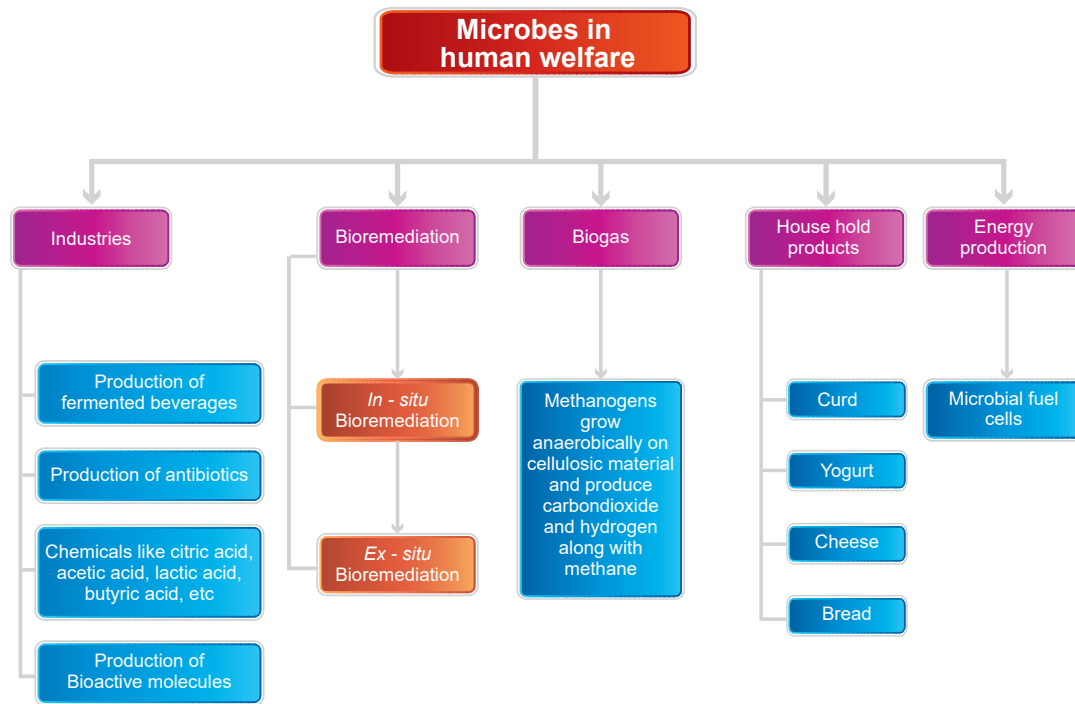 Microbes in
human welfare
Industries
Bioremediation
Biogas
House hold
products
Energy
production
Production of
fermented beverages
Production of antibiotics
Chemicals like citric acid,
acetic acid, lactic acid,
butyric acid, etc
Production of
Bioactive molecules
In - situ
Bioremediation
Ex - situ
Bioremediation
Methanogens
grow
anaerobically on
cellulosic material
and produce
carbondioxide
and hydrogen
along with
methane
Curd
Yogurt
Cheese
Bread
Microbial fuel
cells